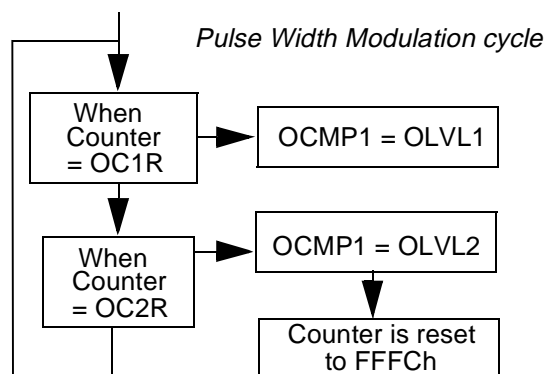 Pulse Width Modulation cycle
When
Counter
= OC1R
OCMP1 = OLVL1
When
Counter
= OC2R
OCMP1 = OLVL2
Counter is reset
to FFFCh